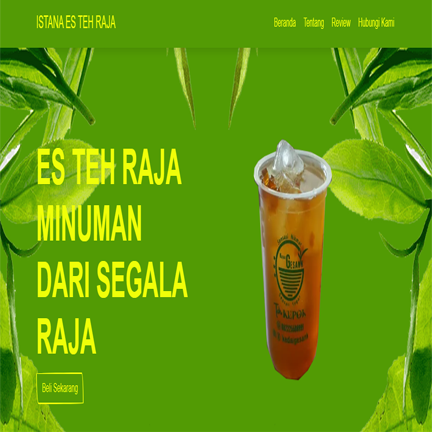 ISTANA ES TEH RAJA
Beranda Tentang Review Hubungi Kami
ES TEH RAJA
MINUMAN
DARI SEGALA
RAJA
Beli Sekarang